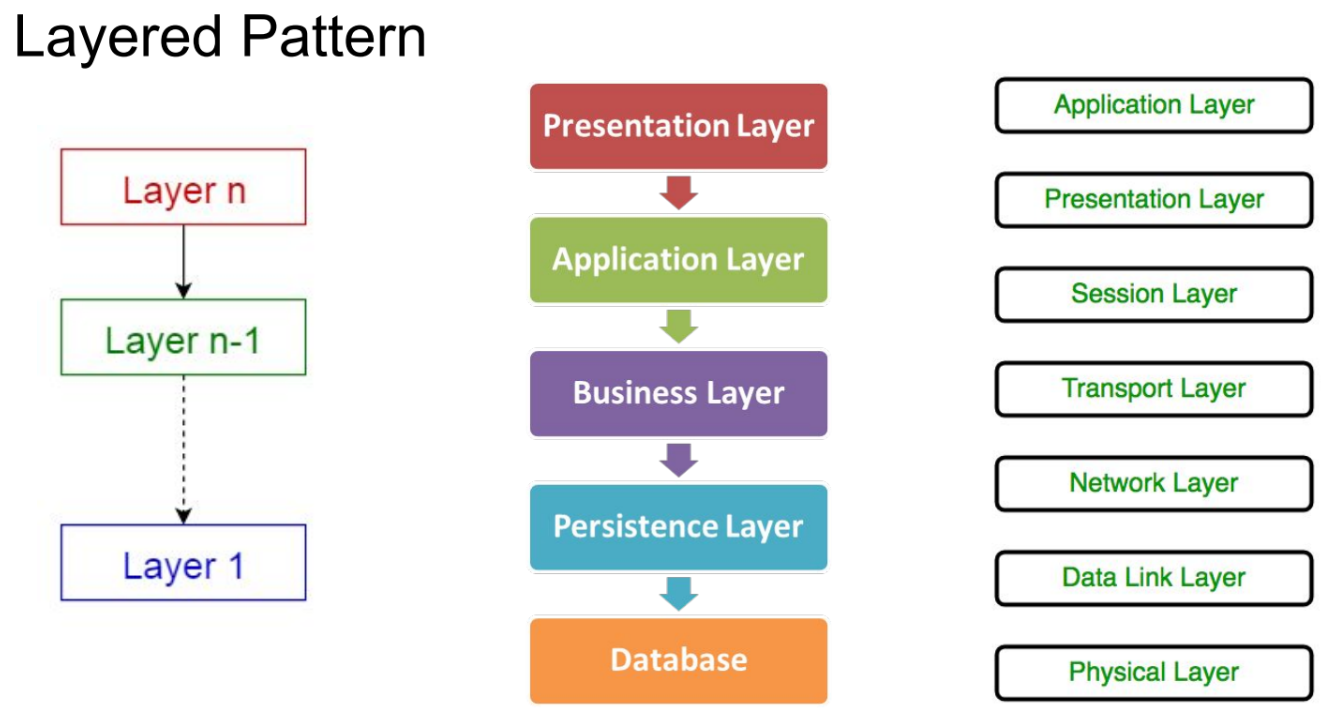 Layered Pattern
Layer n
Layer n-1
Layer 1
Presentation Layer
Application Layer
Business Layer
Persistence Layer
Database
Application Layer
Presentation Layer
Session Layer
Transport Layer
Network Layer
Data Link Layer
Physical Layer